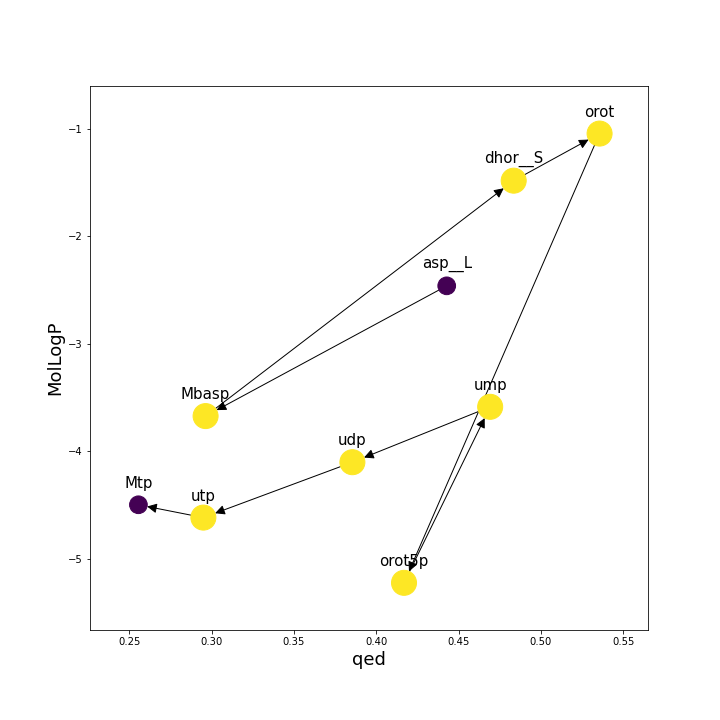 orot
−1
dhor__S
−2
asp__L
−3
MolLogP
Mbasp
ump
−4
udp
Mtp
utp
−5
orot5p
0.25
0.30
0.35
0.40
0.45
0.50
0.55
qed